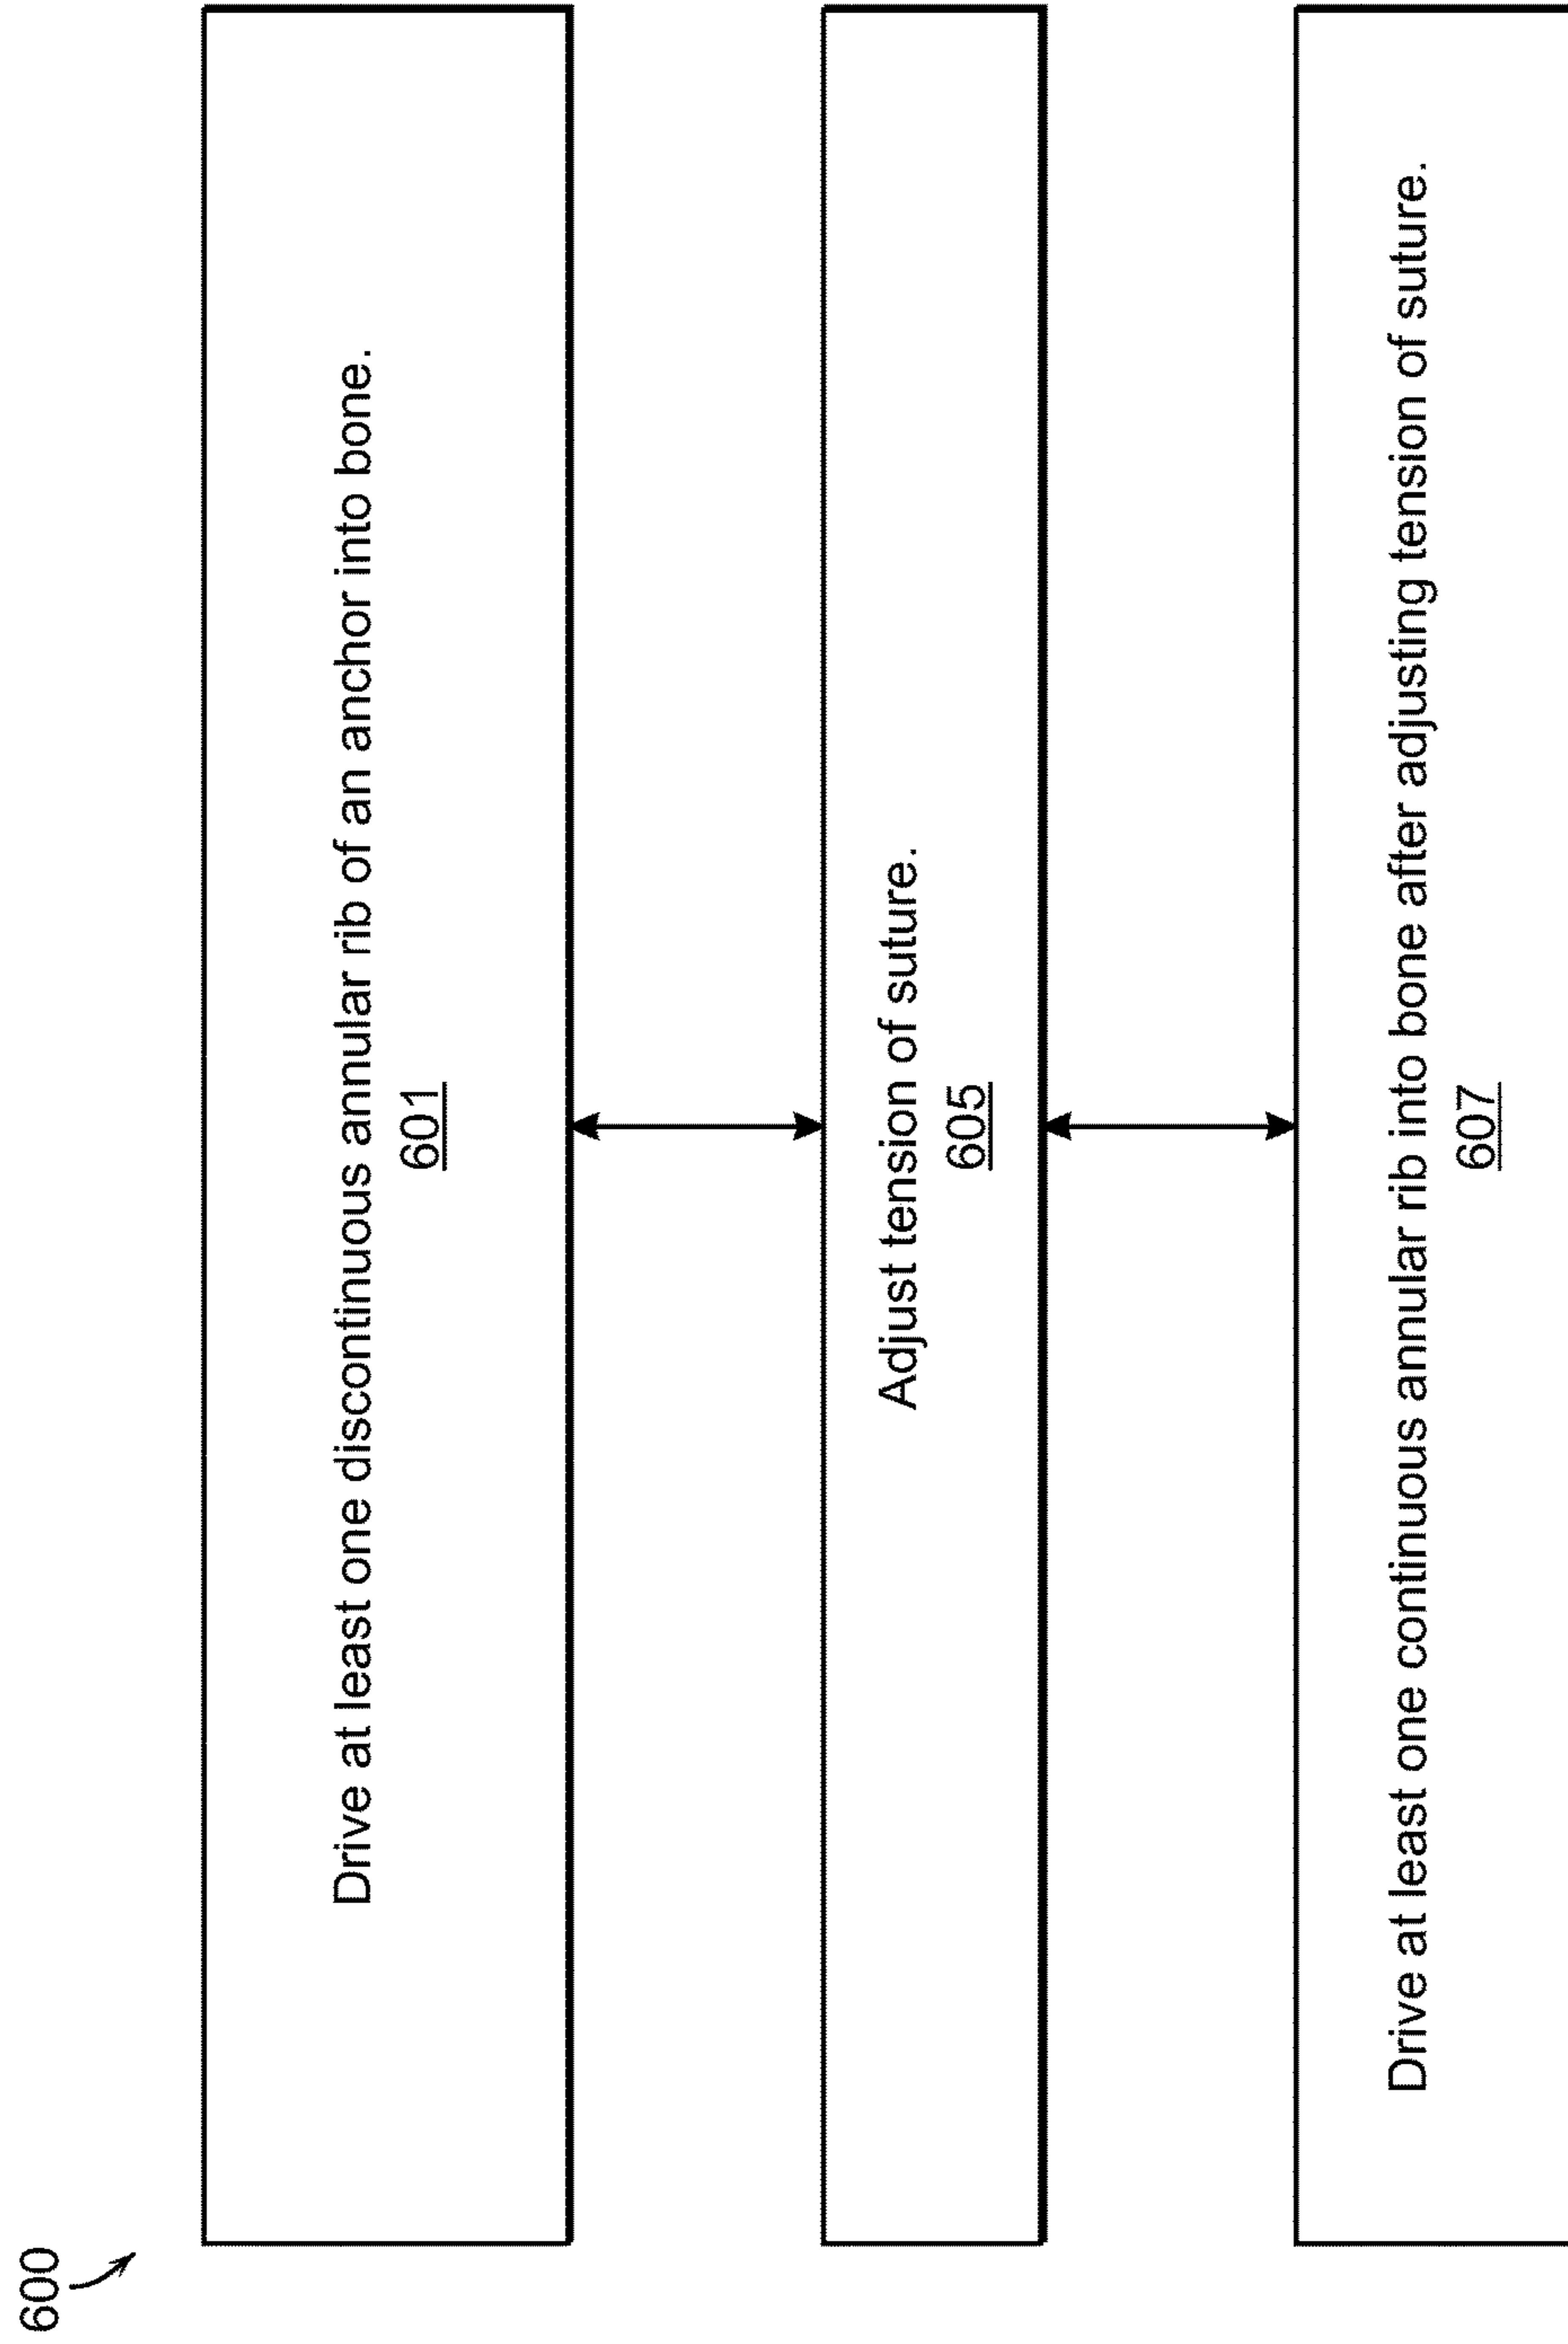 600
Drive at least one discontinuous annular rib of an anchor into bone.
601
Adjust tension of suture.
605
Drive at least one continuous annular rib into bone after adjusting tension of suture.
607